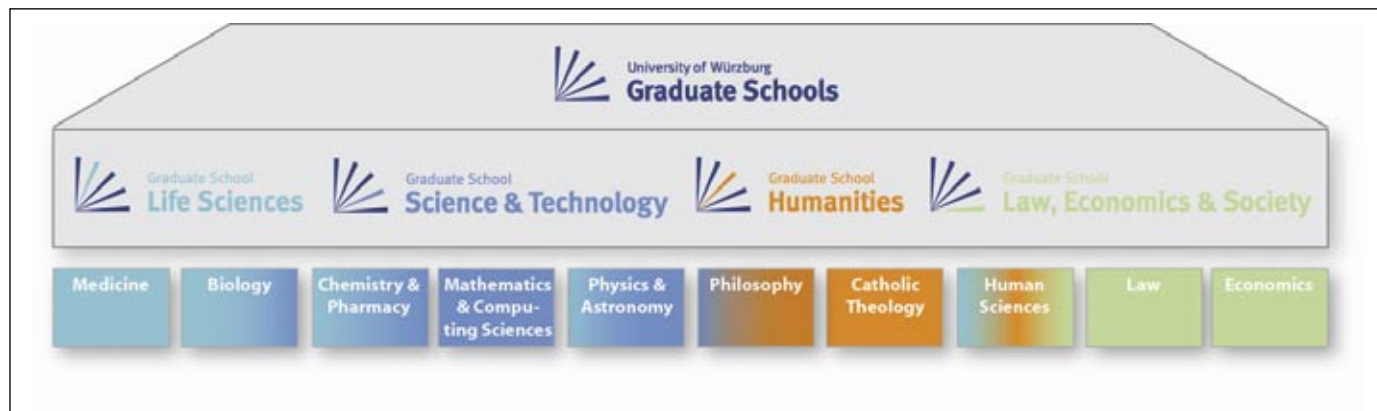 University of Würzburg
Graduate Schools
Graduate School
Life Sciences
Graduate School
Science & Technology
Graduate School
Humanities
Graduate School
Law, Economics & Society
Medicine
Biology
Chemistry &
Pharmacy
Mathematics
& Compu-
ting Sciences
Physics &
Astronomy
Philosophy
Catholic
Theology
Human
Sciences
Law
Economics